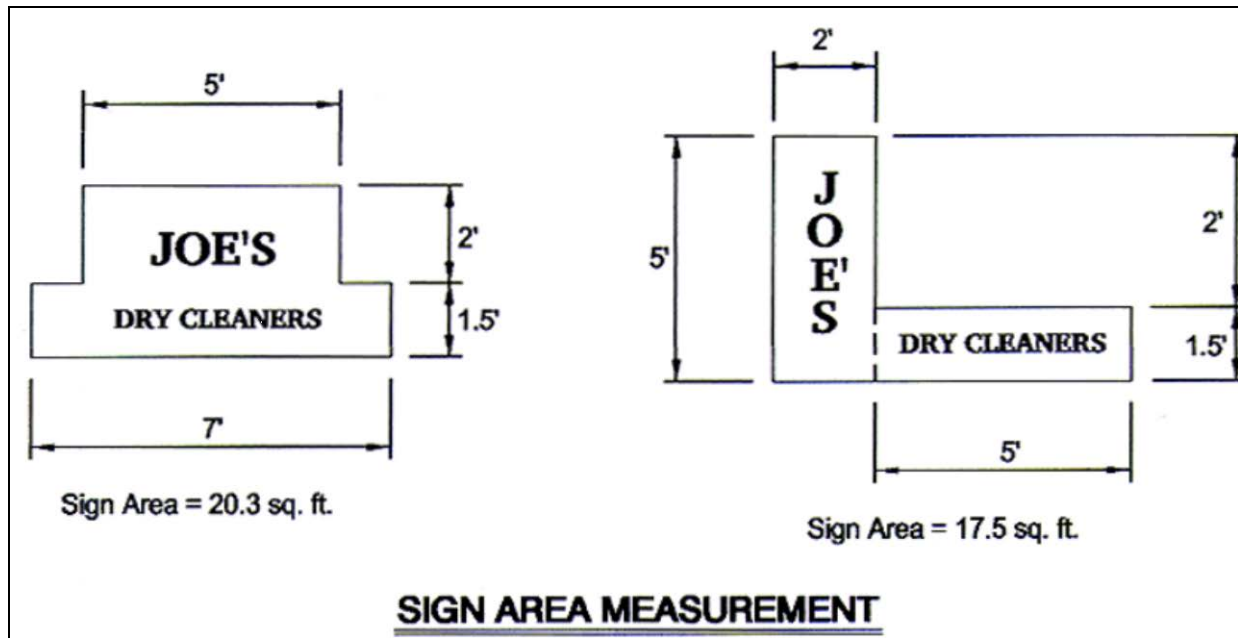 5'
JOE'S
DRY CLEANERS
2'
1.5'
7'
Sign Area = 20.3 sq. ft.
2'
5'
J
O
E'
S
DRY CLEANERS
2'
1.5'
5'
Sign Area = 17.5 sq. ft.
SIGN AREA MEASUREMENT